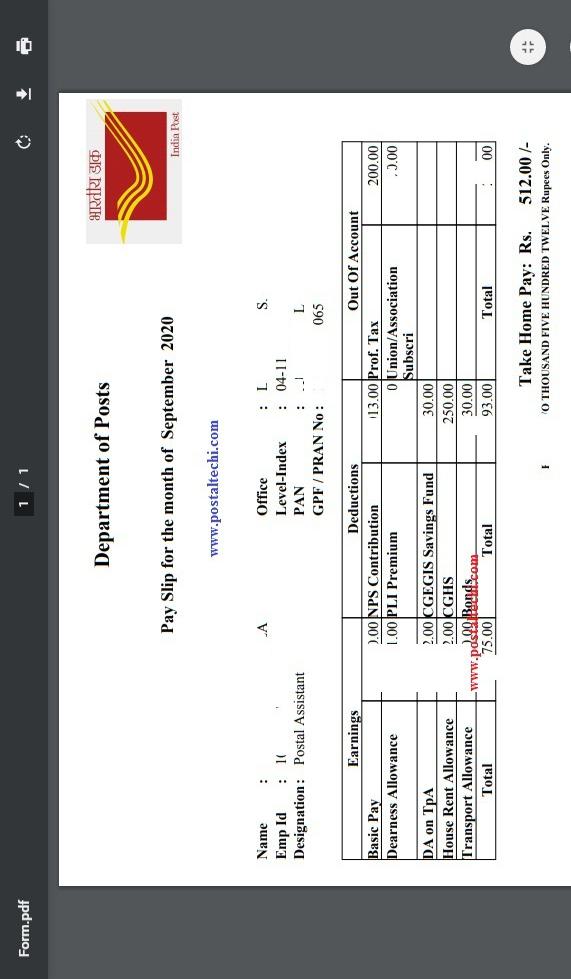 Form.pdf
1 / 1
भारतीय डाक
India Post
Department of Posts
Pay Slip for the month of September 2020
www.postaltechi.com
Name : .A Office : L S.
Emp Id : 1( Level-Index : 04-11
Designation : Postal Assistant PAN : L
GPF / PRAN No : 065
Earnings Deductions Out Of Account
Basic Pay 0.00 NPS Contribution 13.00 Prof. Tax 200.00
Dearness Allowance 1.00 PLI Premium 0 Union/Association Subscri 0.00
DA on TpA 2.00 CGEGIS Savings Fund 30.00
House Rent Allowance 2.00 CGHS 250.00
Transport Allowance 0.00 Bonds 30.00
Total 75.00 Total 93.00 Total 00
www.postaltechi.com
Take Home Pay: Rs. 512.00 /-
O THOUSAND FIVE HUNDRED TWELVE Rupees Only.